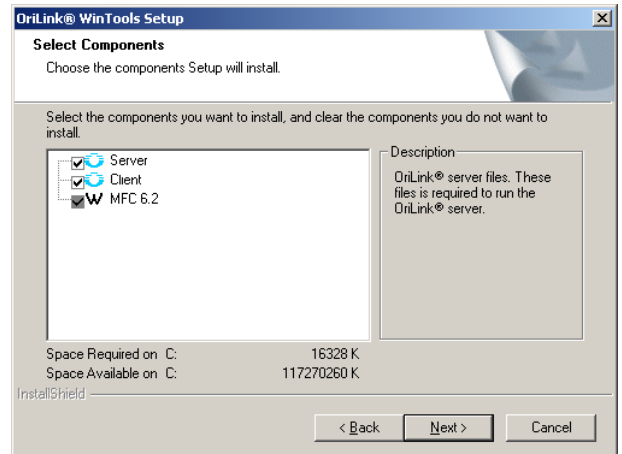 OriLink® WinTools Setup
Select Components
Choose the components Setup will install.
Select the components you want to install, and clear the components you do not want to
install.
Server
Client
MFC 6.2
Description
OriLink® server files. These
files is required to run the
OriLink® server.
Space Required on C: 16328 K
Space Available on C: 117270260 K
InstallShield
< Back Next > Cancel